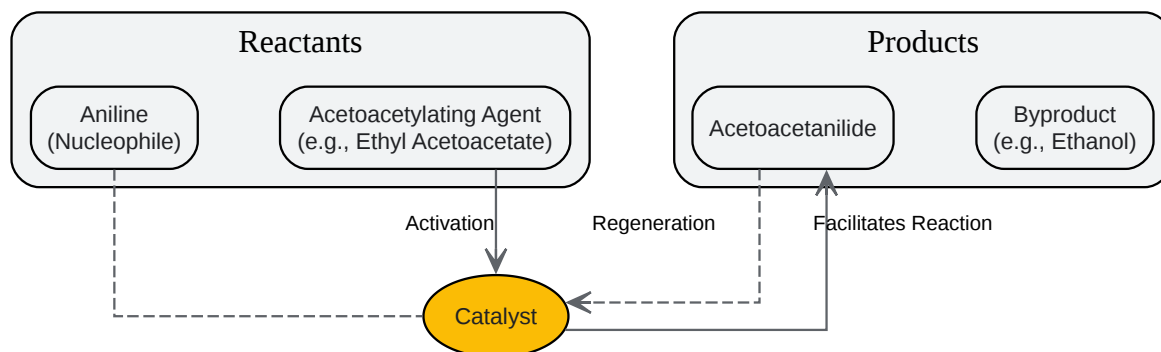 Reactants
Products
Aniline
(Nucleophile)
Acetoacetylating Agent
(e.g., Ethyl Acetoacetate)
Acetoacetanilide
Byproduct
(e.g., Ethanol)
Activation
Regeneration
Facilitates Reaction
Catalyst